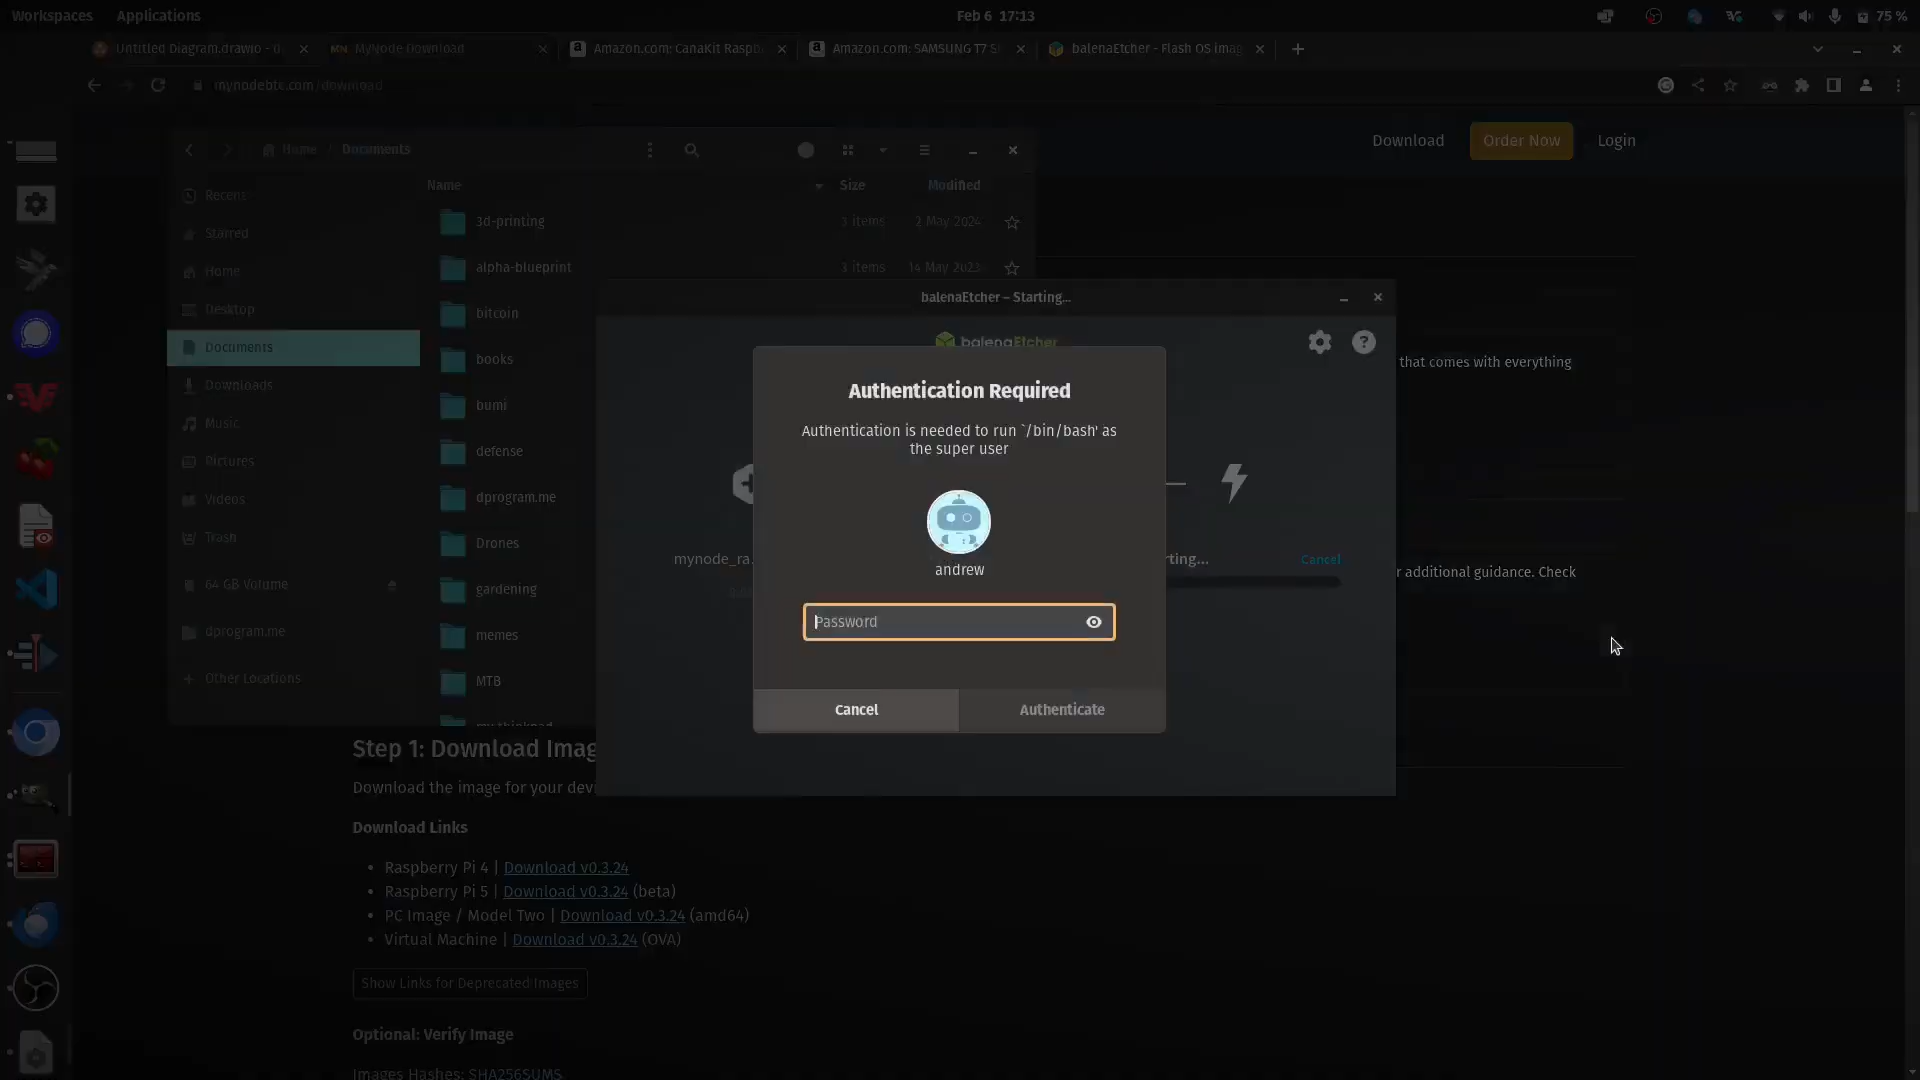 Workspaces Applications Feb 6 17:13 75 %
Untitled Diagram.drawio - d MyNode Download Amazon.com: CanaKit Raspb Amazon.com: SAMSUNG T7 S balenaEtcher - Flash OS imag
mynodebtc.com/download
Download Order Now Login
Home / Documents
Name Size Modified
Recent
Starred
Home
Desktop
Documents
Downloads
Music
Pictures
Videos
Trash
64 GB Volume
dprogram.me
+ Other Locations
3d-printing 3 items 2 May 2024
alpha-blueprint 3 items 14 May 2023
bitcoin
books
bumi
defense
dprogram.me
Drones
gardening
memes
MTB
my thinkpad
balenaEtcher – Starting...
balenaEtcher
mynode_ra
rting... Cancel
Authentication Required
Authentication is needed to run `/bin/bash' as
the super user
andrew
Password
Cancel Authenticate
that comes with everything
r additional guidance. Check
Step 1: Download Imag
Download the image for your devi
Download Links
• Raspberry Pi 4 | Download v0.3.24
• Raspberry Pi 5 | Download v0.3.24 (beta)
• PC Image / Model Two | Download v0.3.24 (amd64)
• Virtual Machine | Download v0.3.24 (OVA)
Show Links for Deprecated Images
Optional: Verify Image
Images Hashes: SHA256SUMS